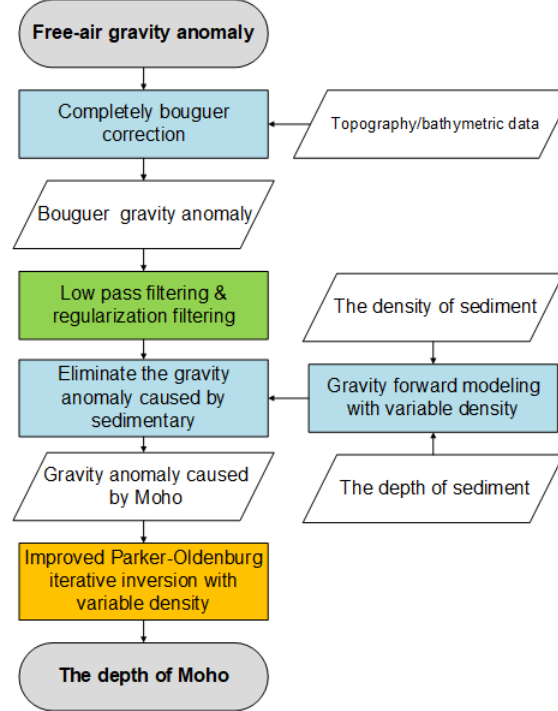 Free-air gravity anomaly
Completely bouguer
correction
Topography/bathymetric data
Bouguer gravity anomaly
Low pass filtering &
regularization filtering
The density of sediment
Eliminate the gravity
anomaly caused by
sedimentary
Gravity forward modeling
with variable density
Gravity anomaly caused
by Moho
The depth of sediment
Improved Parker-Oldenburg
iterative inversion with
variable density
The depth of Moho